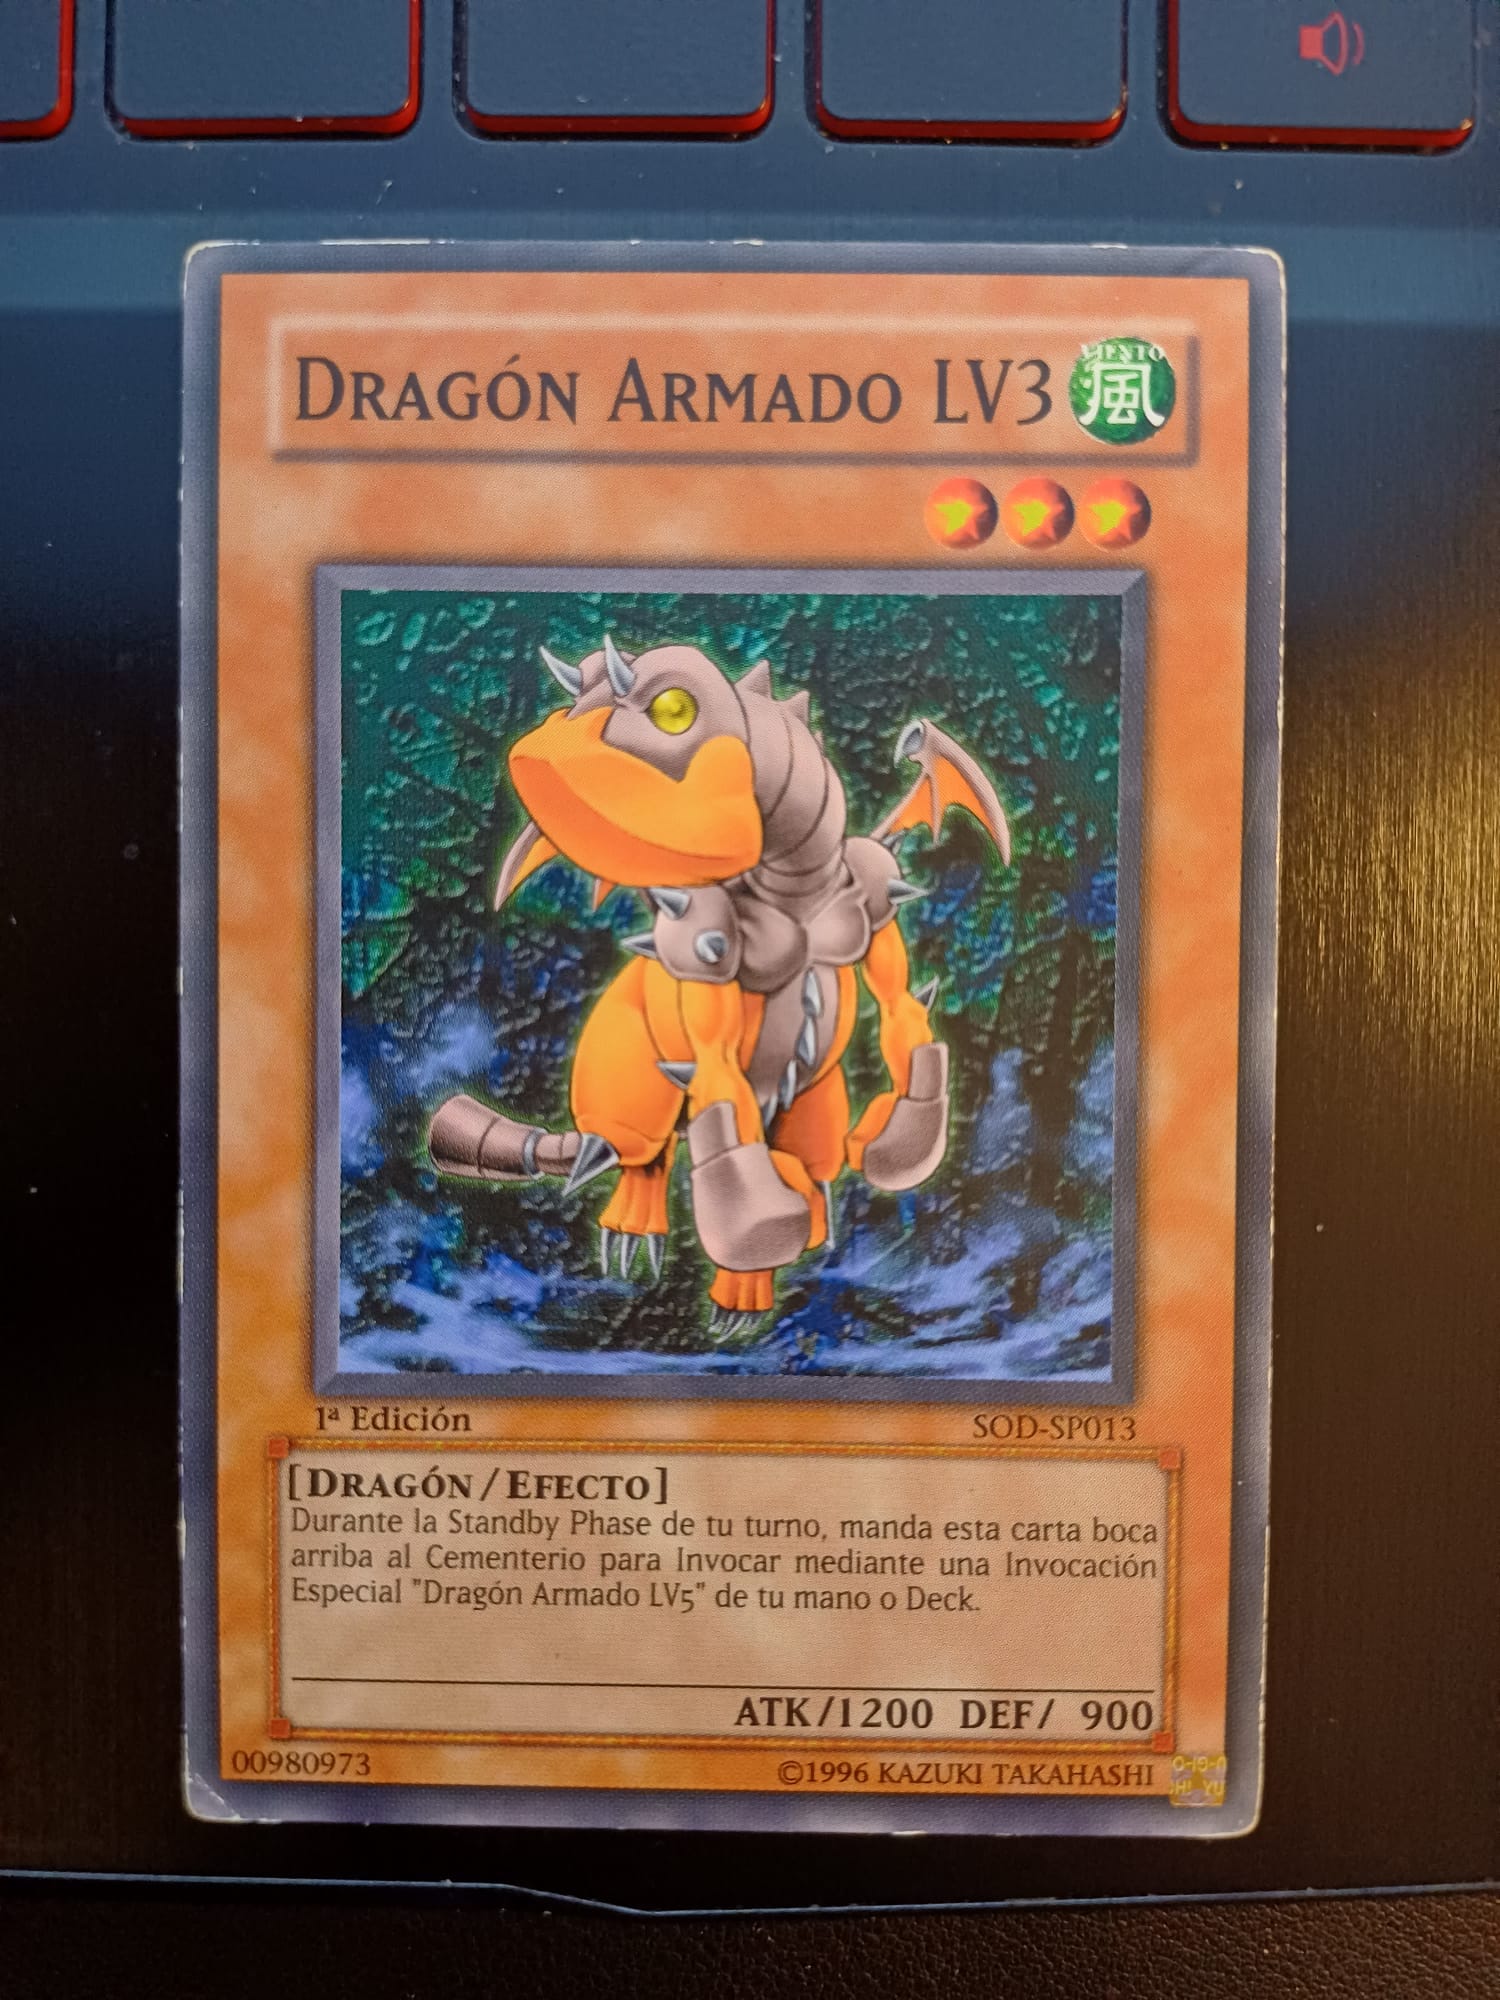 DRAGÓN ARMADO LV3
VIENTO
風
1ª Edición
SOD-SP013
[DRAGÓN/EFECTO]
Durante la Standby Phase de tu turno, manda esta carta boca
arriba al Cementerio para Invocar mediante una Invocación
Especial "Dragón Armado LV5" de tu mano o Deck.
ATK/1200 DEF/ 900
00980973
©1996 KAZUKI TAKAHASHI